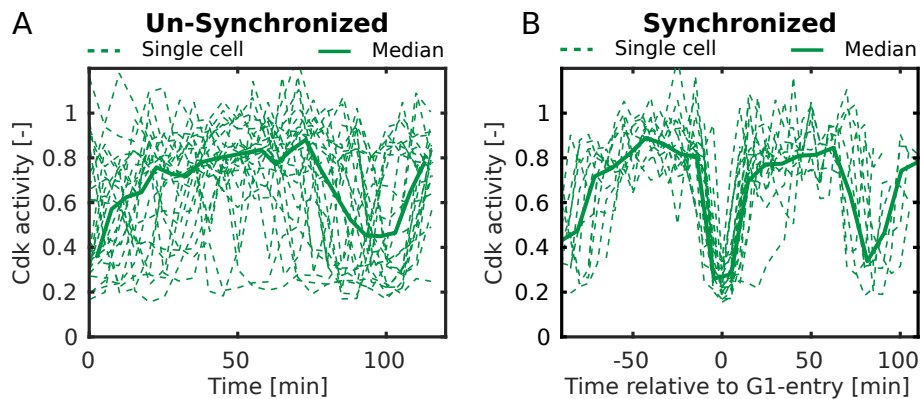 A
Un-Synchronized
Single cell
Median
Cdk activity [-]
1
0.8
0.6
0.4
0.2
0
0
50
100
Time [min]
B
Synchronized
Single cell
Median
Cdk activity [-]
1
0.8
0.6
0.4
0.2
0
-50
0
50
100
Time relative to G1-entry [min]